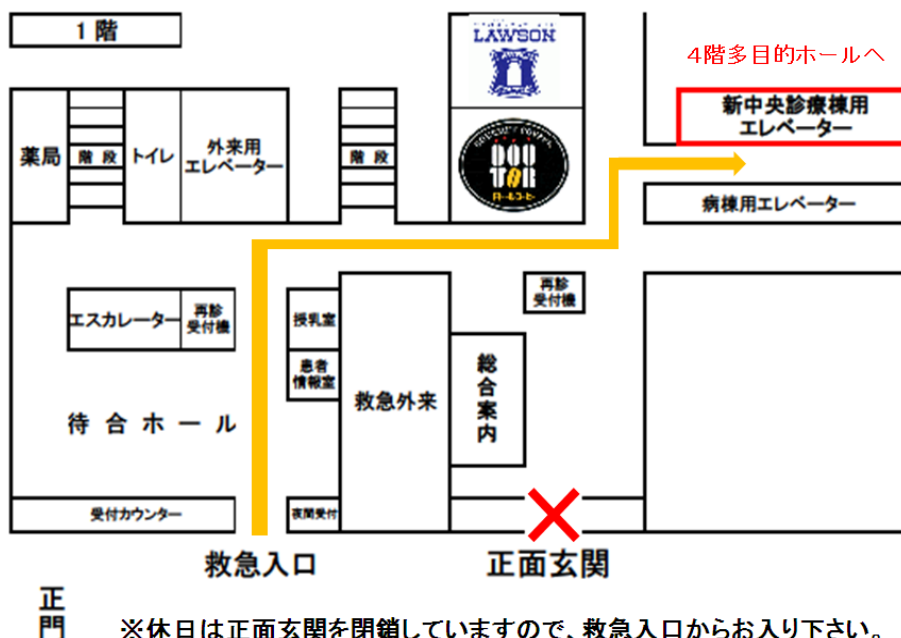 1階
LAWSON
4階多目的ホールへ
新中央診療棟用
エレベーター
薬局
階段
トイレ
外来用
エレベーター
階段
DOUTOR
病棟用エレベーター
エスカレーター
再診
受付機
授乳室
患者
情報室
救急外来
総合案内
再診
受付機
待合ホール
受付カウンター
夜間受付
救急入口
正面玄関
正門
※休日は正面玄関を閉鎖していますので、救急入口からお入り下さい。